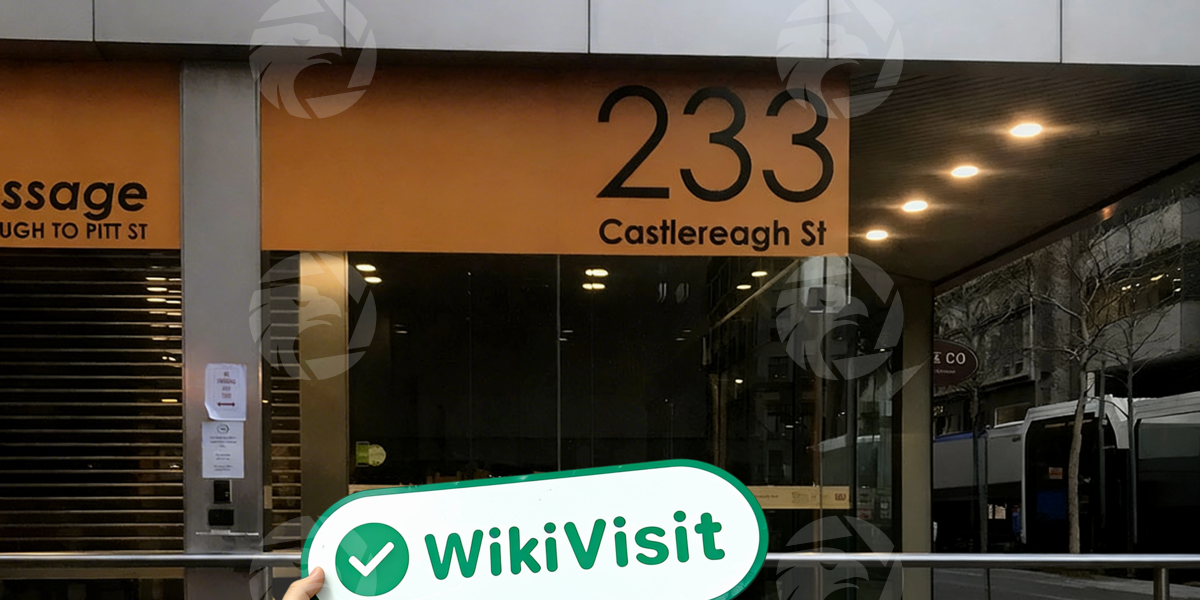 ssage
UGH TO PITT ST
233
Castlereagh St
CO
WikiVisit